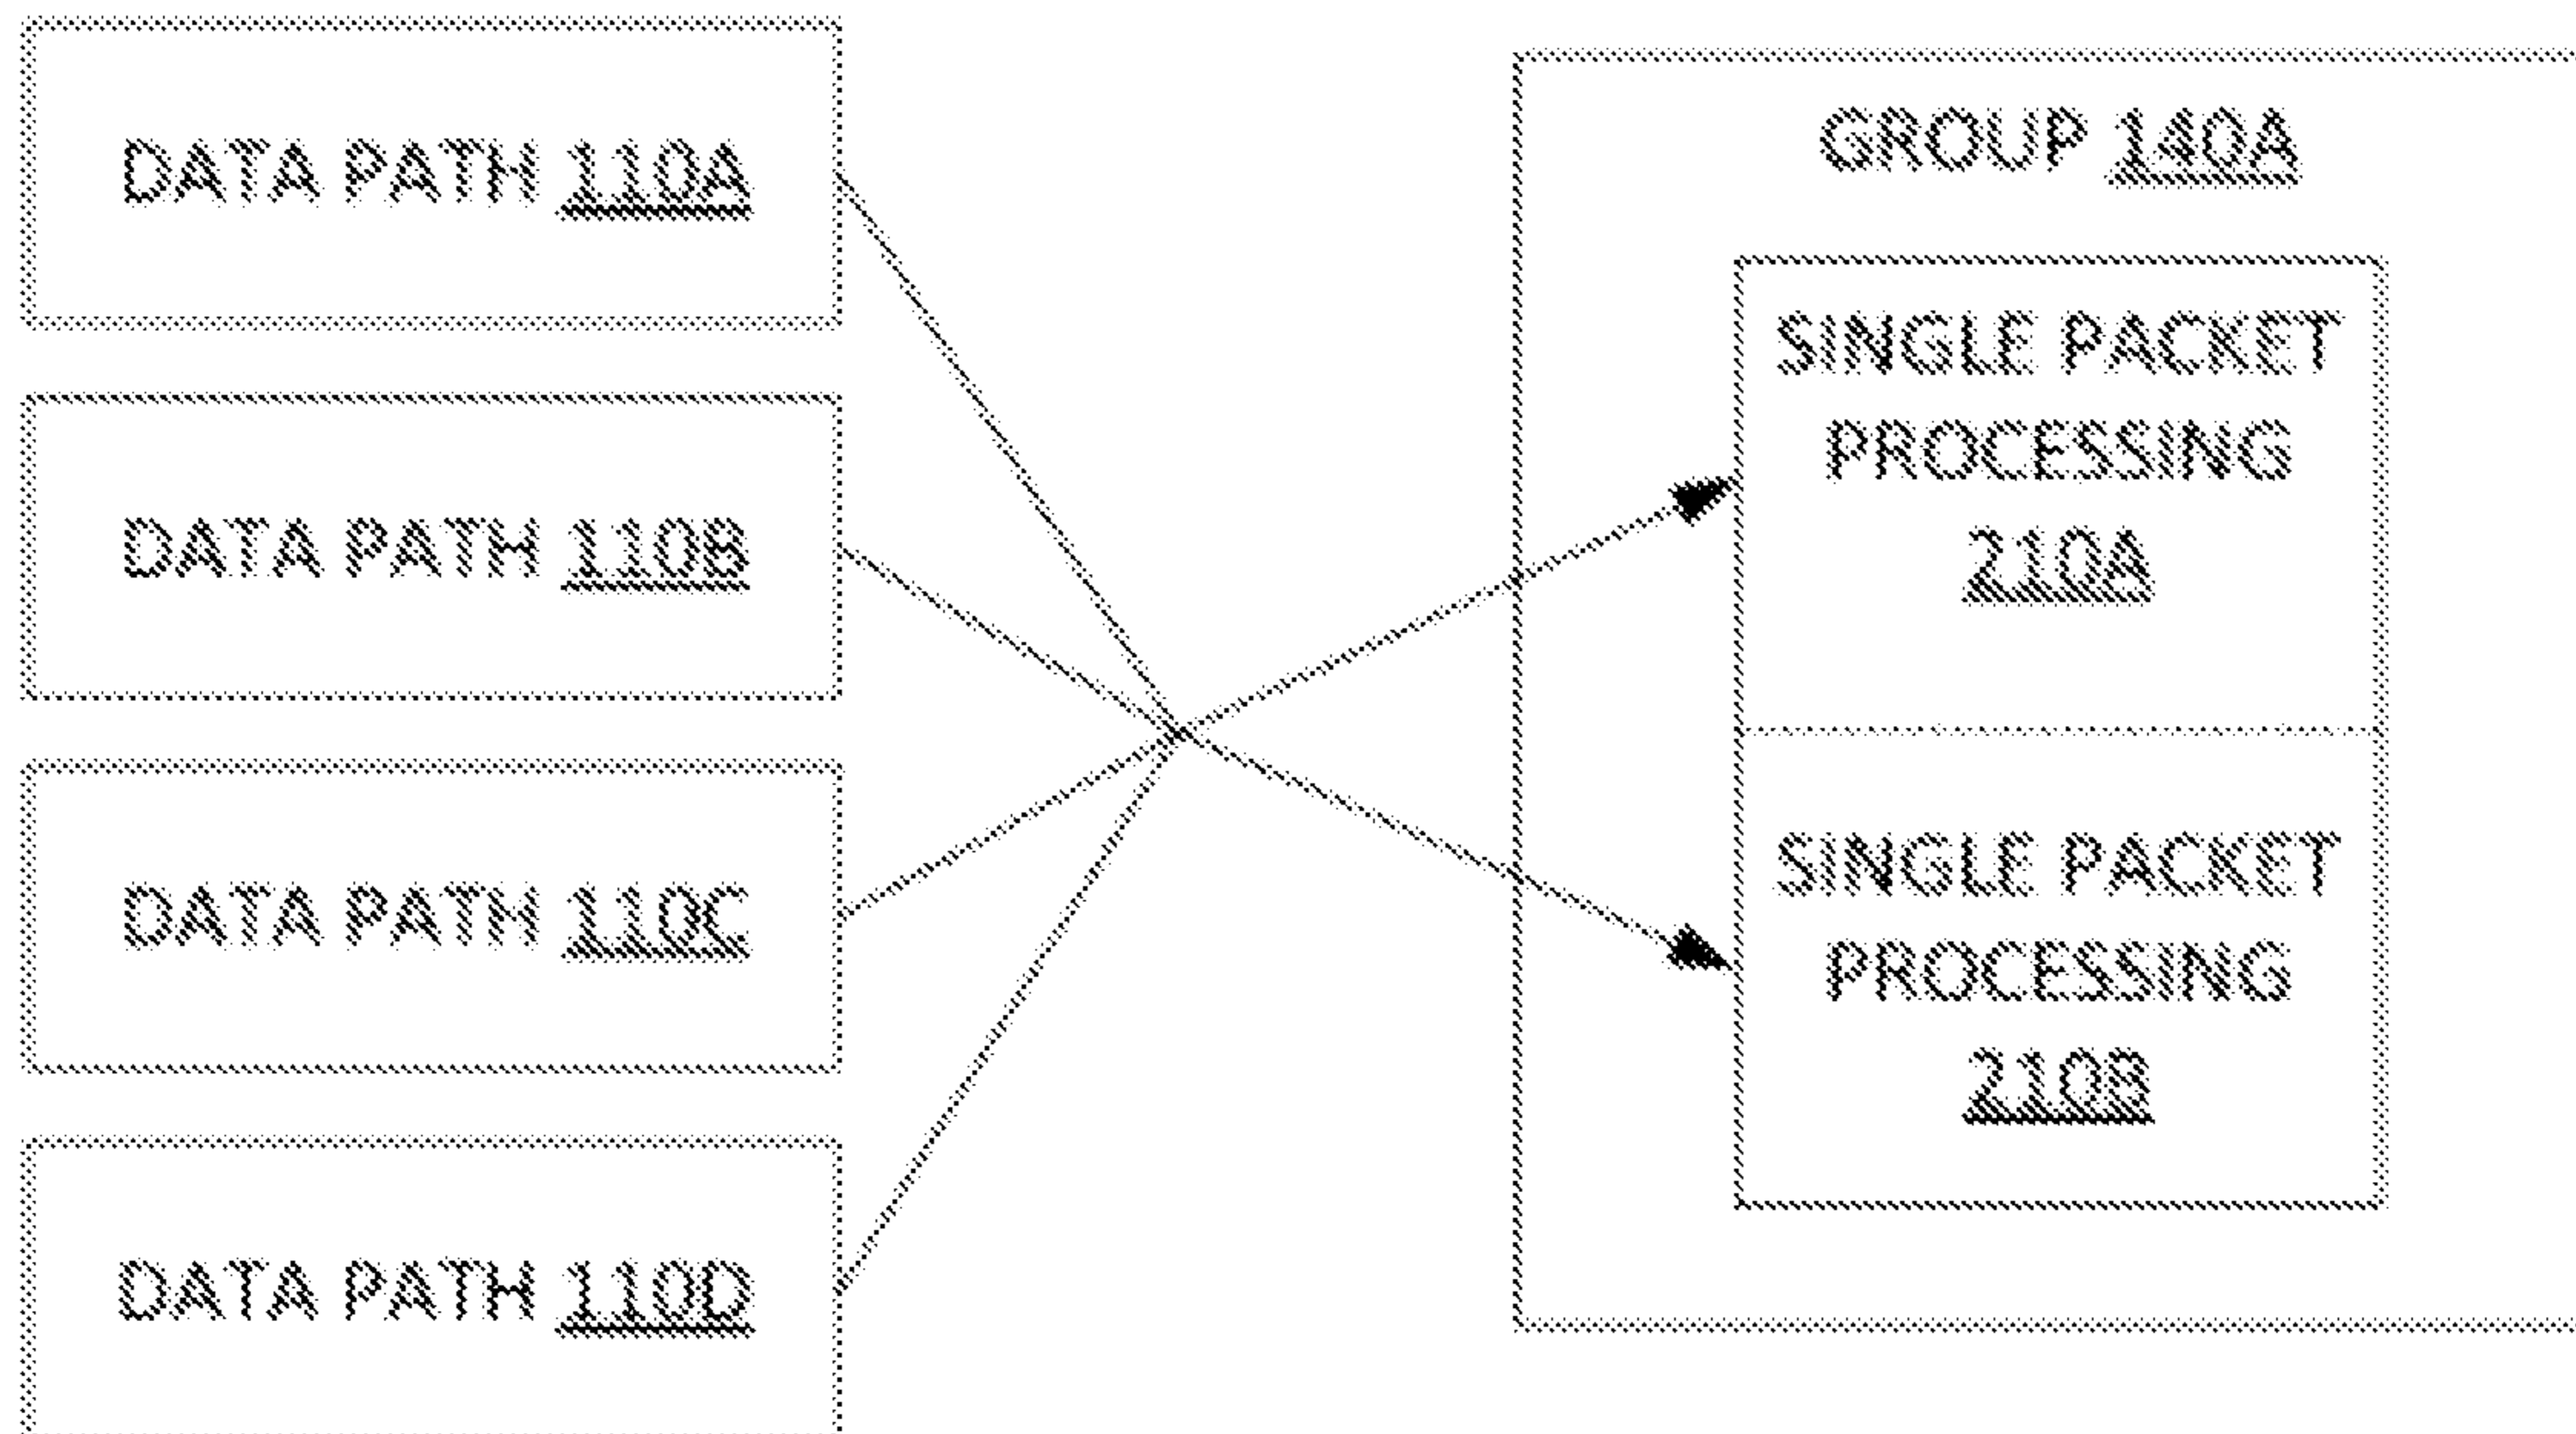 DATA PATH 110A
DATA PATH 110B
DATA PATH 110C
DATA PATH 110D
GROUP 140A
SINGLE PACKET
PROCESSING
210A
SINGLE PACKET
PROCESSING
210B